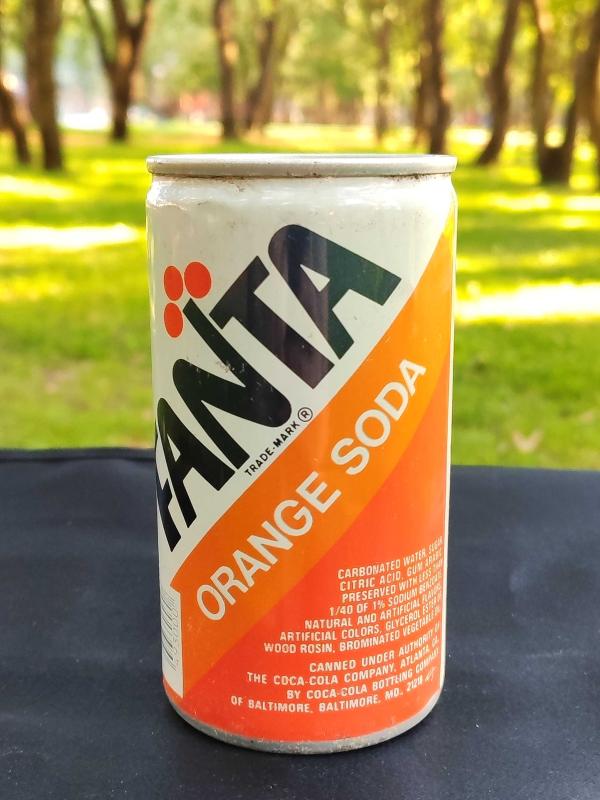 FANTA
TRADE-MARK ®
ORANGE SODA
CARBONATED WATER, SUGAR,
CITRIC ACID, GUM ARABIC,
PRESERVED WITH LESS THAN
1/40 OF 1% SODIUM BENZOATE,
NATURAL AND ARTIFICIAL FLAVORS,
ARTIFICIAL COLORS, GLYCEROL ESTER OF
WOOD ROSIN, BROMINATED VEGETABLE OIL
CANNED UNDER AUTHORITY OF
THE COCA-COLA COMPANY, ATLANTA, GA.
BY COCA-COLA BOTTLING COMPANY
OF BALTIMORE, BALTIMORE, MD., 21218